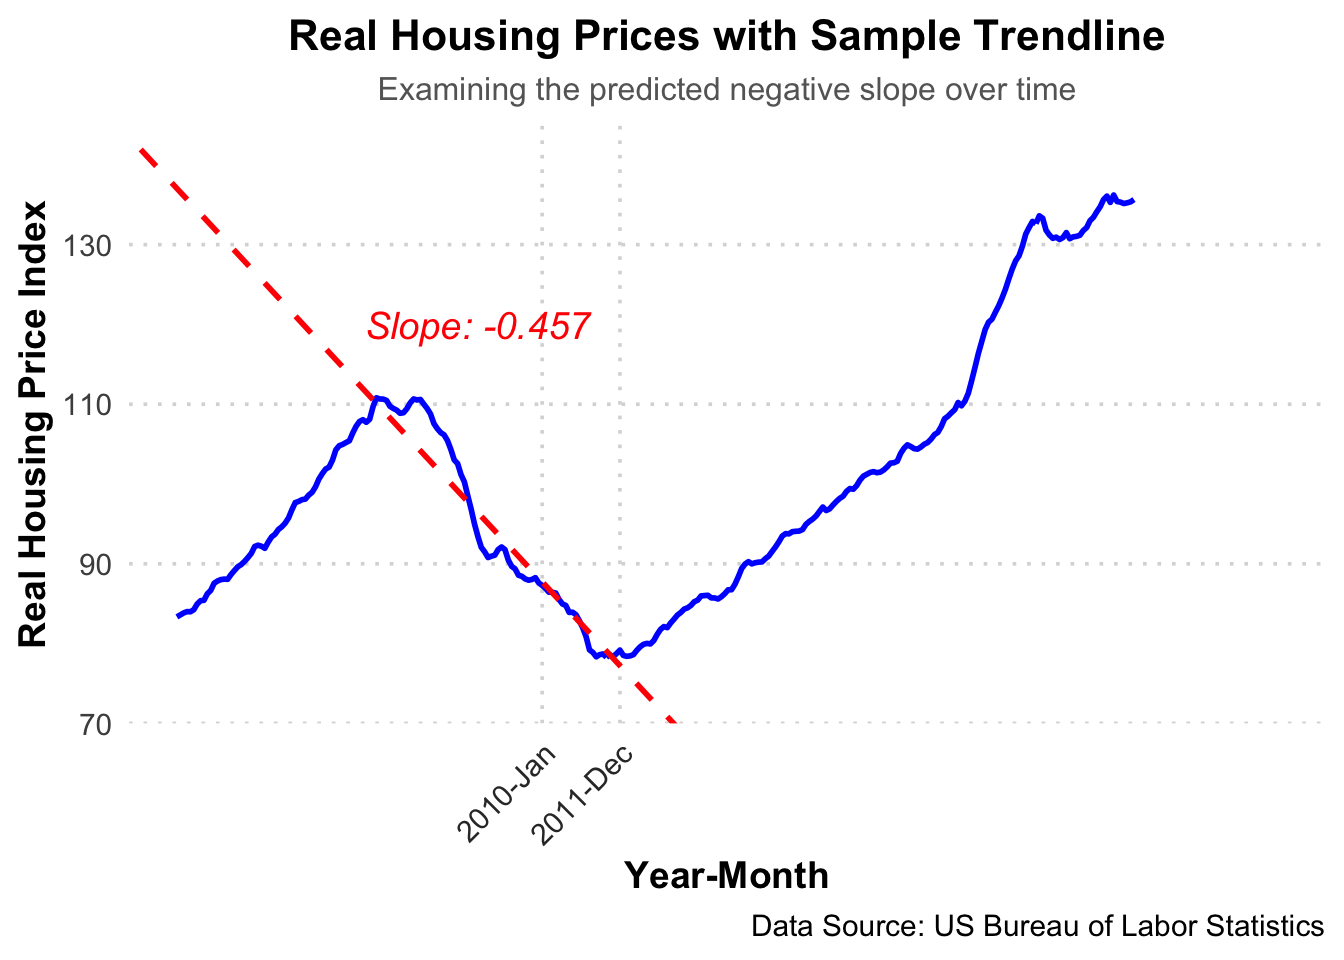 Real Housing Prices with Sample Trendline
Examining the predicted negative slope over time
Real Housing Price Index
130
110
90
70
Slope: -0.457
2010-Jan
2011-Dec
Year-Month
Data Source: US Bureau of Labor Statistics